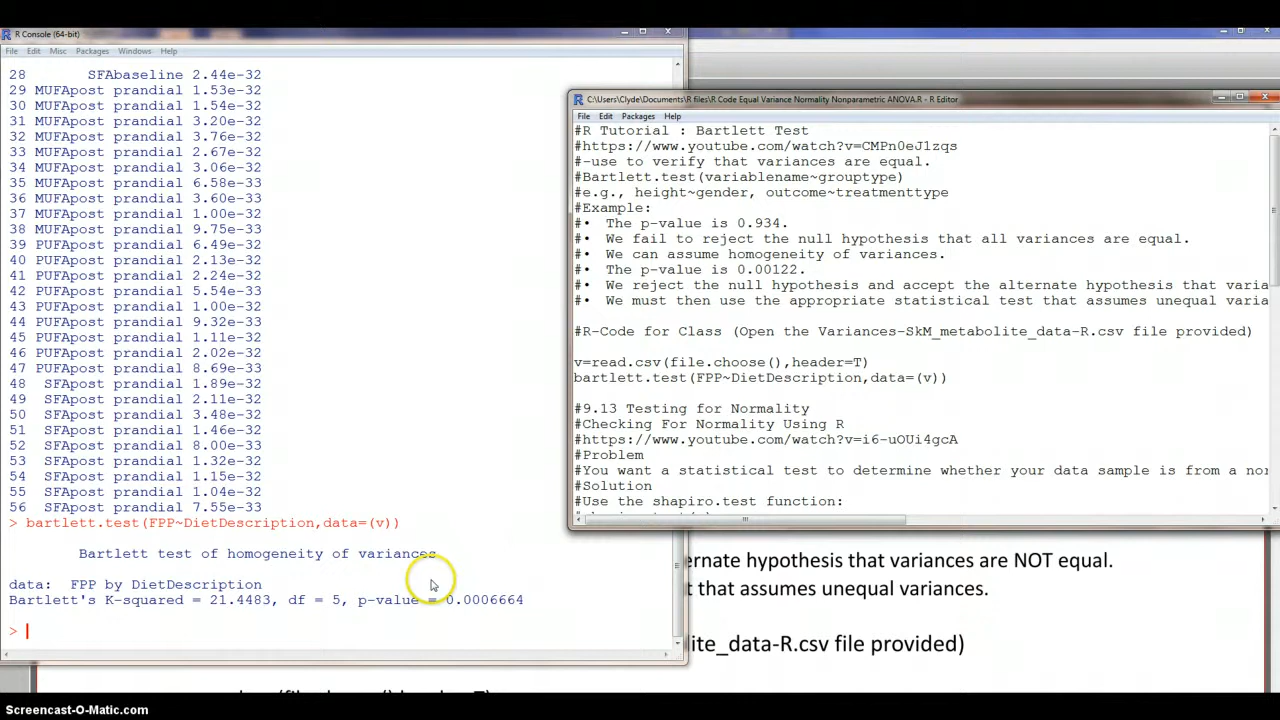 R Console (64-bit)
File Edit Misc Packages Windows Help
28 SFAbaseline 2.44e-32
29 MUFApost prandial 1.53e-32
30 MUFApost prandial 1.54e-32
31 MUFApost prandial 3.20e-32
32 MUFApost prandial 3.76e-32
33 MUFApost prandial 2.67e-32
34 MUFApost prandial 3.06e-32
35 MUFApost prandial 6.58e-33
36 MUFApost prandial 3.60e-33
37 MUFApost prandial 1.00e-32
38 MUFApost prandial 9.75e-33
39 PUFApost prandial 6.49e-32
40 PUFApost prandial 2.13e-32
41 PUFApost prandial 2.24e-32
42 PUFApost prandial 5.54e-33
43 PUFApost prandial 1.00e-32
44 PUFApost prandial 9.32e-33
45 PUFApost prandial 1.11e-32
46 PUFApost prandial 2.02e-32
47 PUFApost prandial 8.69e-33
48 SFApost prandial 1.89e-32
49 SFApost prandial 2.11e-32
50 SFApost prandial 3.48e-32
51 SFApost prandial 1.46e-32
52 SFApost prandial 8.00e-33
53 SFApost prandial 1.32e-32
54 SFApost prandial 1.15e-32
55 SFApost prandial 1.04e-32
56 SFApost prandial 7.55e-33
> bartlett.test(FPP~DietDescription,data=(v))
Bartlett test of homogeneity of variances
data: FPP by DietDescription
Bartlett's K-squared = 21.4483, df = 5, p-value = 0.0006664
>
C:\Users\Clyde\Documents\R files\R Code Equal Variance Normality Nonparametric ANOVA.R - R Editor
File Edit Packages Help
#R Tutorial : Bartlett Test
#https://www.youtube.com/watch?v=CMPn0eJ1zqs
#-use to verify that variances are equal.
#Bartlett.test(variablename~grouptype)
#e.g., height~gender, outcome~treatmenttype
#Example:
#• The p-value is 0.934.
#• We fail to reject the null hypothesis that all variances are equal.
#• We can assume homogeneity of variances.
#• The p-value is 0.00122.
#• We reject the null hypothesis and accept the alternate hypothesis that varia
#• We must then use the appropriate statistical test that assumes unequal varia
#R-Code for Class (Open the Variances-SkM_metabolite_data-R.csv file provided)
v=read.csv(file.choose(),header=T)
bartlett.test(FPP~DietDescription,data=(v))
#9.13 Testing for Normality
#Checking For Normality Using R
#https://www.youtube.com/watch?v=i6-uOUi4gcA
#Problem
#You want a statistical test to determine whether your data sample is from a nor
#Solution
#Use the shapiro.test function:
ernate hypothesis that variances are NOT equal.
t that assumes unequal variances.
lite_data-R.csv file provided)
Screencast-O-Matic.com